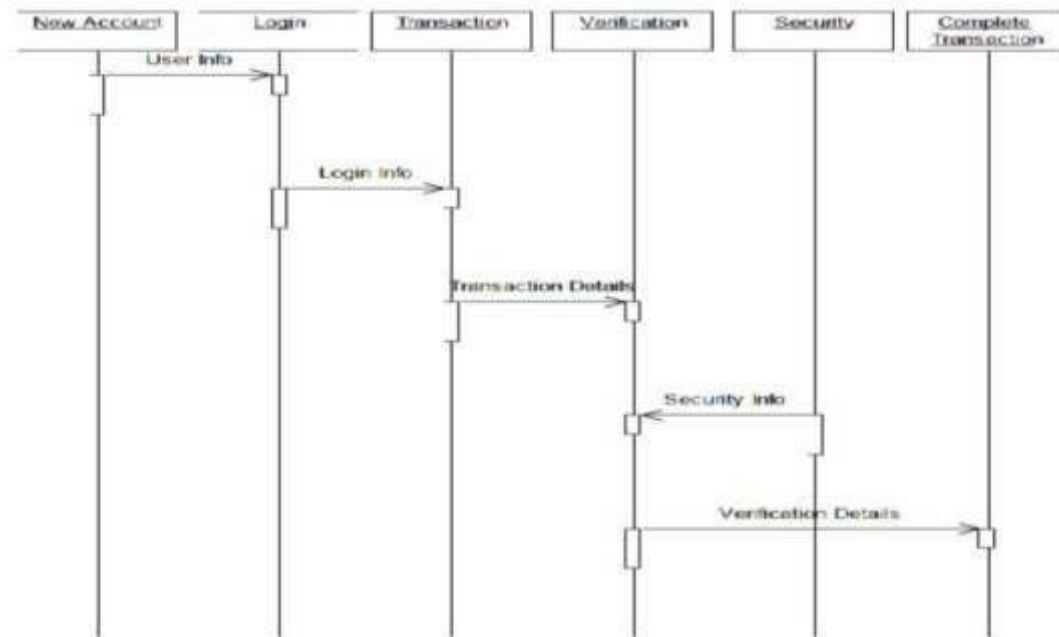 New Account
Login
Transaction
Verification
Security
Complete
Transaction
User Info
Login Info
Transaction Details
Security Info
Verification Details